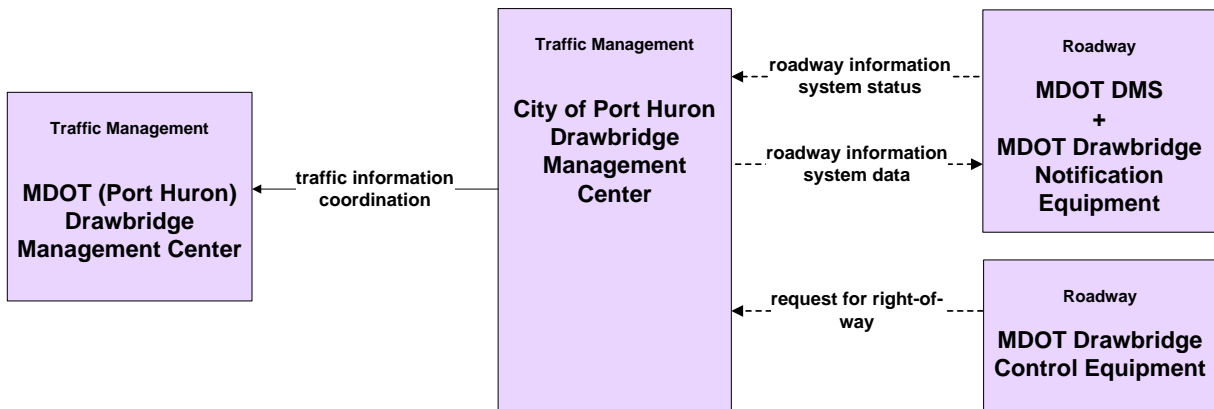 Traffic Management
MDOT (Port Huron)
Drawbridge
Management Center
traffic information
coordination
Traffic Management
City of Port Huron
Drawbridge
Management
Center
roadway information
system status
roadway information
system data
request for right-of-
way
Roadway
MDOT DMS
+
MDOT Drawbridge
Notification
Equipment
Roadway
MDOT Drawbridge
Control Equipment